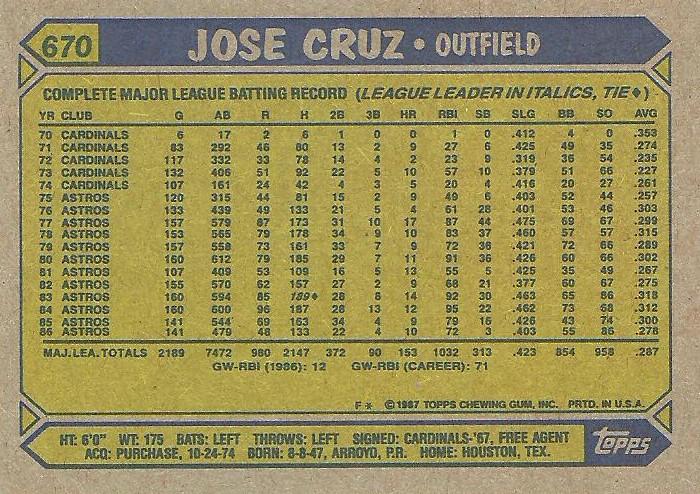 670 JOSE CRUZ • OUTFIELD
COMPLETE MAJOR LEAGUE BATTING RECORD (LEAGUE LEADER IN ITALICS, TIE♦)
YR CLUB G AB R H 2B 3B HR RBI SB SLG BB SO AVG
70 CARDINALS 6 17 2 6 1 0 0 1 0 .412 4 0 .353
71 CARDINALS 83 292 46 80 13 2 9 27 6 .425 49 35 .274
72 CARDINALS 117 332 33 78 14 4 2 23 9 .319 36 54 .235
73 CARDINALS 132 406 51 92 22 5 10 57 10 .379 51 66 .227
74 CARDINALS 107 161 24 42 4 3 5 20 4 .416 20 27 .261
75 ASTROS 120 315 44 81 15 2 9 49 6 .403 52 44 .257
76 ASTROS 133 439 49 133 21 5 4 61 28 .401 53 46 .303
77 ASTROS 157 579 87 173 31 10 17 87 44 .475 69 67 .299
78 ASTROS 153 565 79 178 34 9 10 83 37 .460 57 57 .315
79 ASTROS 157 558 73 161 33 7 9 72 36 .421 72 66 .289
80 ASTROS 160 612 79 185 29 7 11 91 36 .426 60 66 .302
81 ASTROS 107 409 53 109 16 5 13 55 5 .425 35 49 .267
82 ASTROS 155 570 62 157 27 2 9 68 21 .377 60 67 .275
83 ASTROS 160 594 85 189♦ 28 8 14 92 30 .463 65 86 .318
84 ASTROS 160 600 96 187 28 13 12 95 22 .462 73 68 .312
85 ASTROS 141 544 69 163 34 4 9 79 16 .426 43 74 .300
86 ASTROS 141 479 48 133 22 4 10 72 3 .403 55 86 .278
MAJ.LEA.TOTALS 2189 7472 980 2147 372 90 153 1032 313 .423 854 958 .287
GW-RBI (1986): 12 GW-RBI (CAREER): 71
F * © 1987 TOPPS CHEWING GUM, INC. PRTD. IN U.S.A.
HT: 6'0" WT: 175 BATS: LEFT THROWS: LEFT SIGNED: CARDINALS-'67, FREE AGENT
ACQ: PURCHASE, 10-24-74 BORN: 8-8-47, ARROYO, P.R. HOME: HOUSTON, TEX.
topps